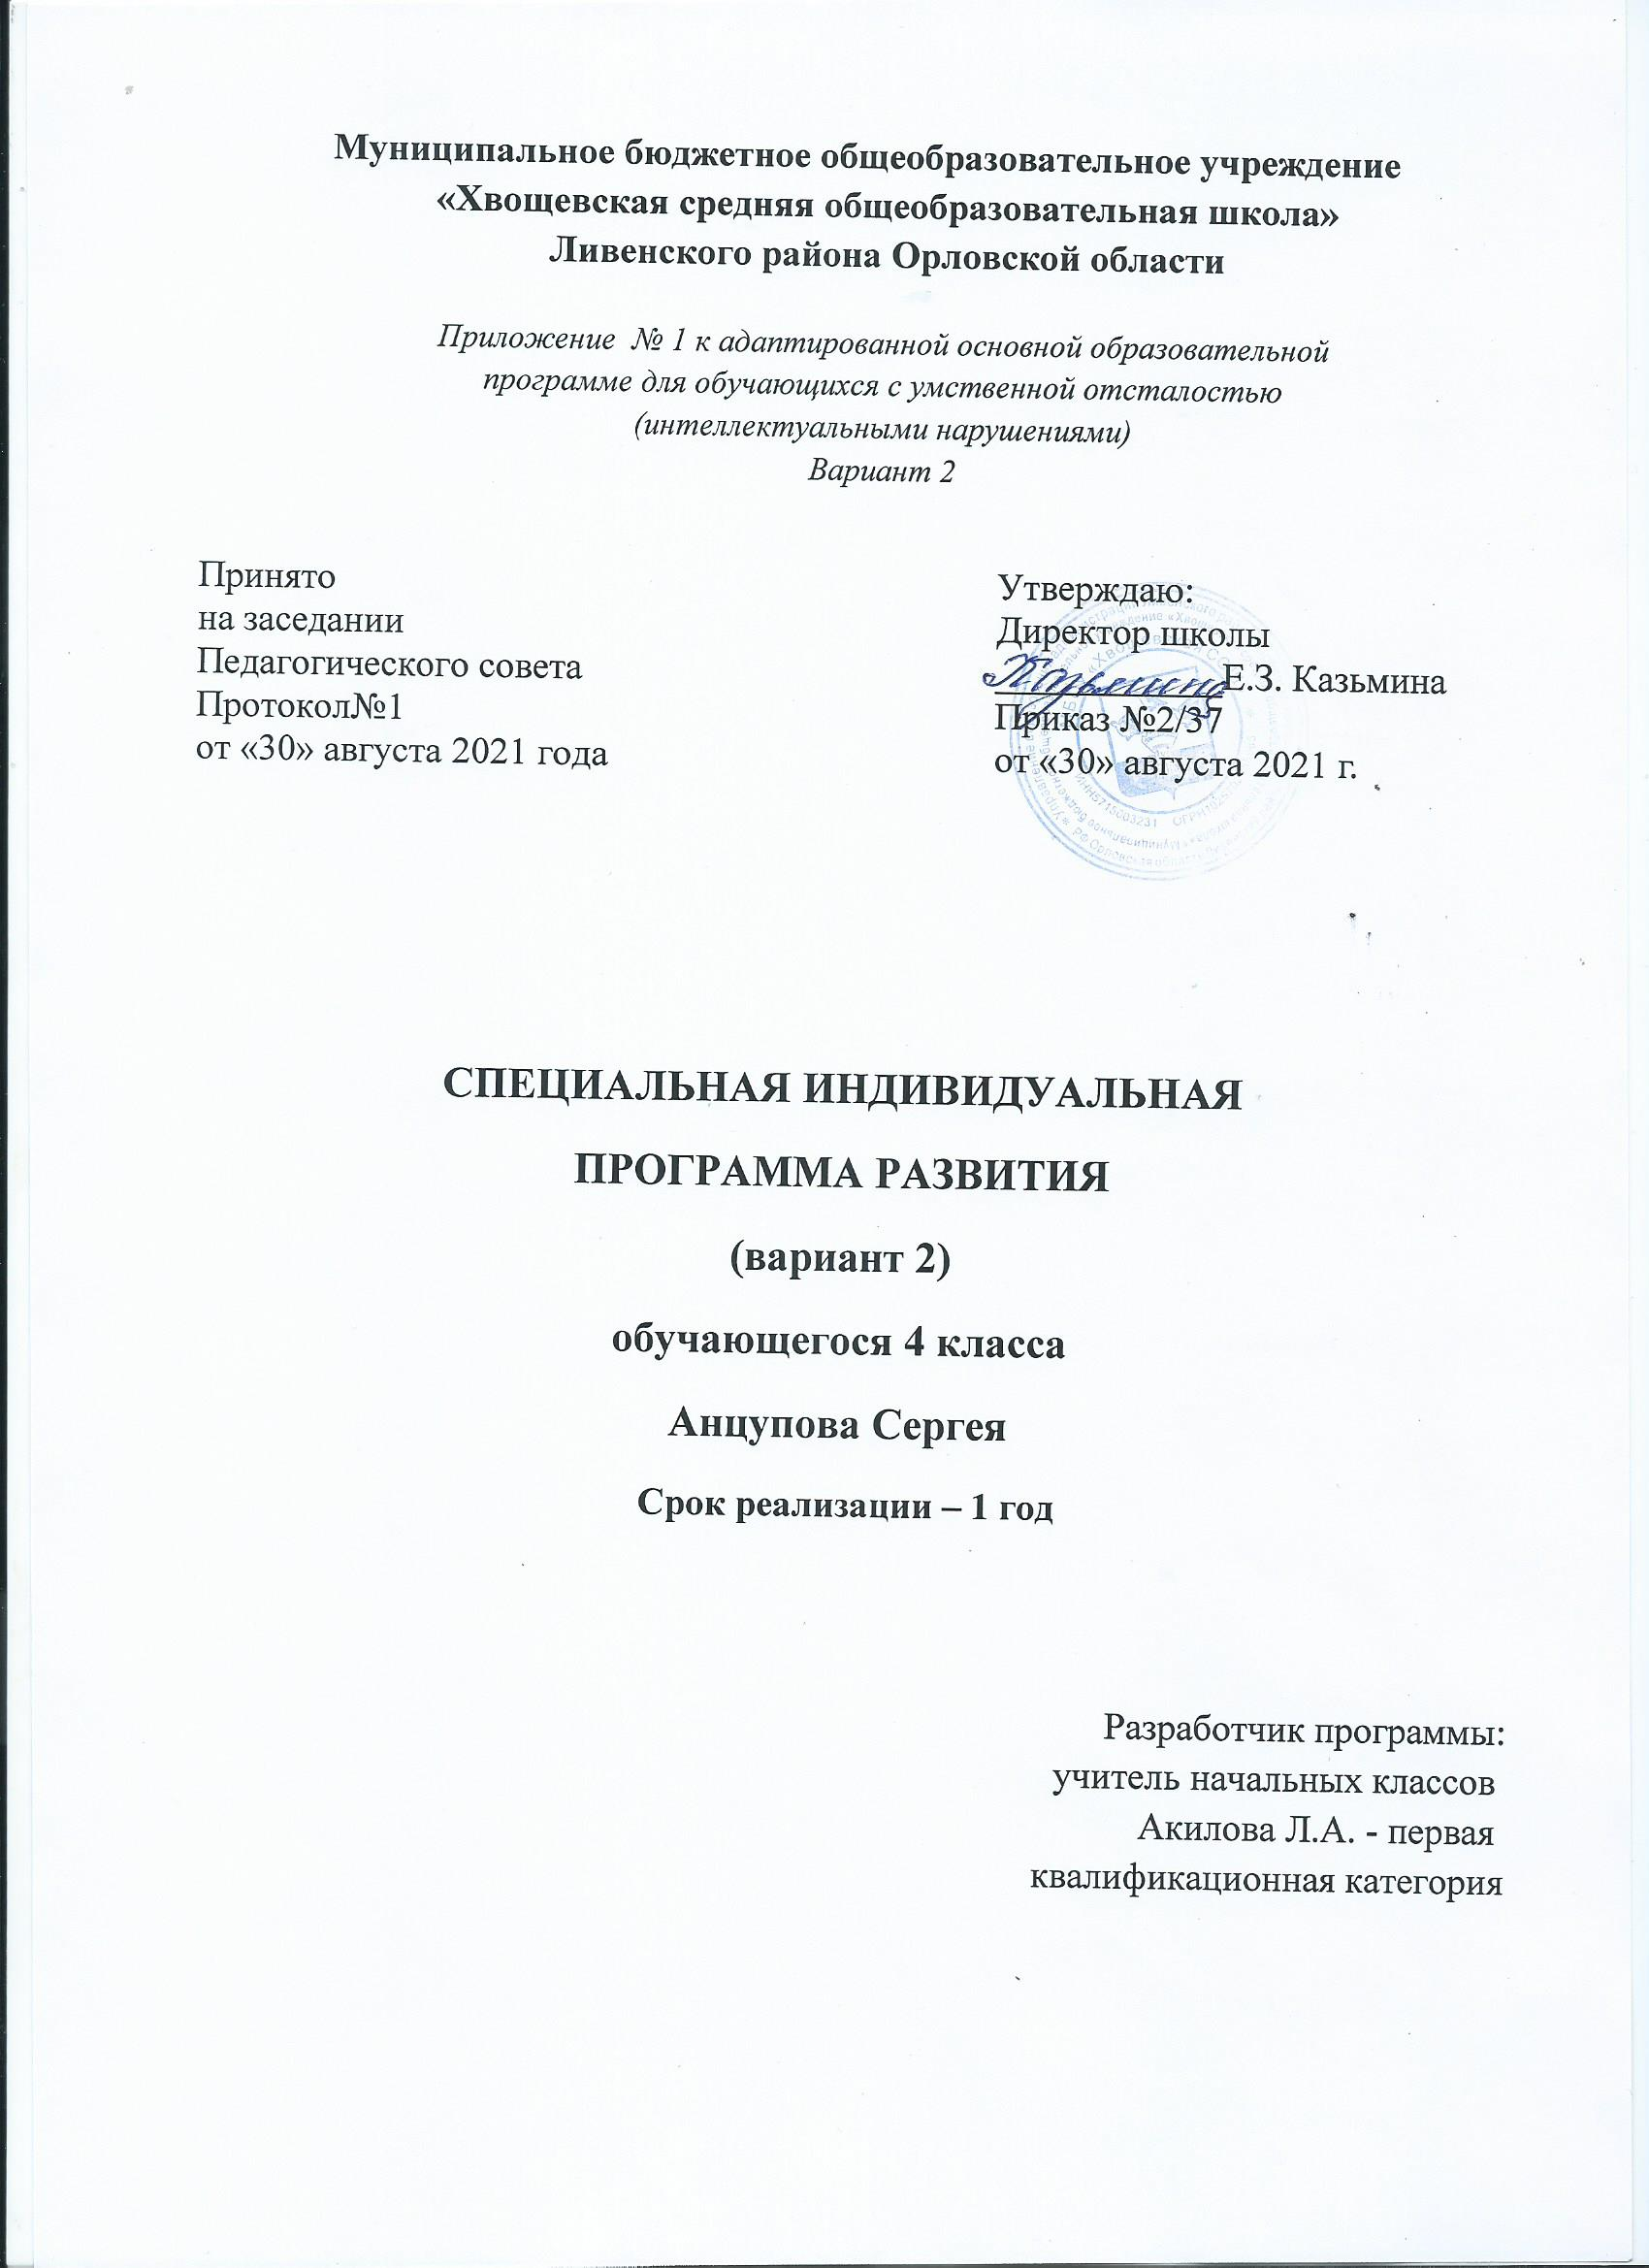 Муниципальное бюджетное общеобразовательное учреждение
«Хвощевская средняя общеобразовательная школа»
Ливенского района Орловской области
Приложение № 1 к адаптированной основной образовательной
программе для обучающихся с умственной отсталостью
(интеллектуальными нарушениями)
Вариант 2
Принято
на заседании
Педагогического совета
Протокол№1
от «30» августа 2021 года
Утверждаю:
Директор школы
Е.З. Казьмина
Приказ №2/37
от «30» августа 2021 г.
СПЕЦИАЛЬНАЯ ИНДИВИДУАЛЬНАЯ
ПРОГРАММА РАЗВИТИЯ
(вариант 2)
обучающегося 4 класса
Анцупова Сергея
Срок реализации – 1 год
Разработчик программы:
учитель начальных классов
Акилова Л.А. - первая
квалификационная категория